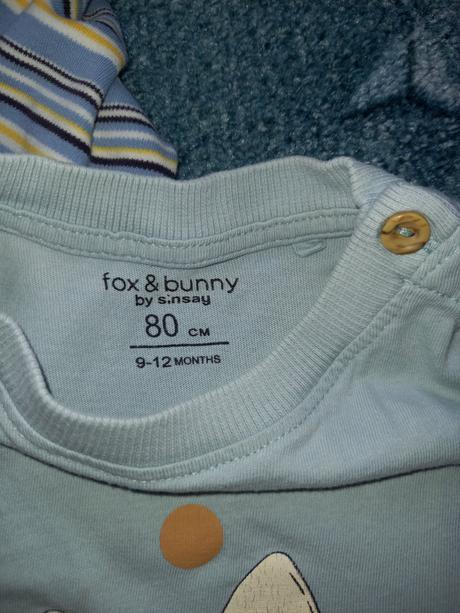 fox & bunny
by sinsay
80 CM
9-12 MONTHS